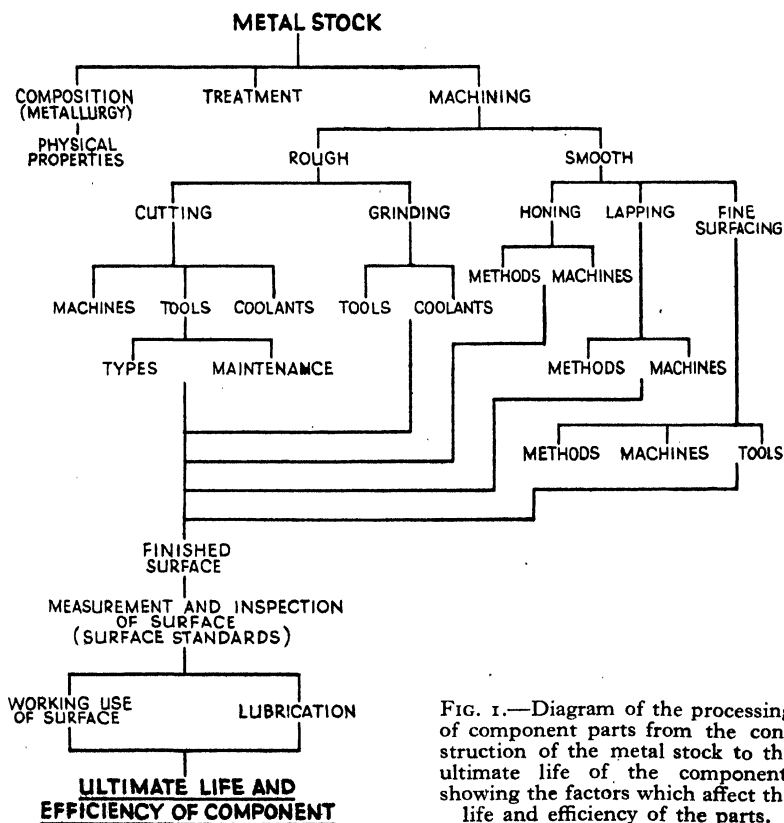 METAL STOCK
COMPOSITION
(METALLURGY)
PHYSICAL
PROPERTIES
TREATMENT
MACHINING
ROUGH
SMOOTH
CUTTING
GRINDING
HONING
LAPPING
FINE
SURFACING
METHODS MACHINES
MACHINES TOOLS COOLANTS
TOOLS COOLANTS
TYPES MAINTENANCE
METHODS MACHINES
METHODS MACHINES TOOLS
FINISHED
SURFACE
MEASUREMENT AND INSPECTION
OF SURFACE
(SURFACE STANDARDS)
WORKING USE
OF SURFACE
LUBRICATION
ULTIMATE LIFE AND
EFFICIENCY OF COMPONENT
FIG. 1.—Diagram of the processing
of component parts from the con
struction of the metal stock to th
ultimate life of the component
showing the factors which affect th
life and efficiency of the parts.